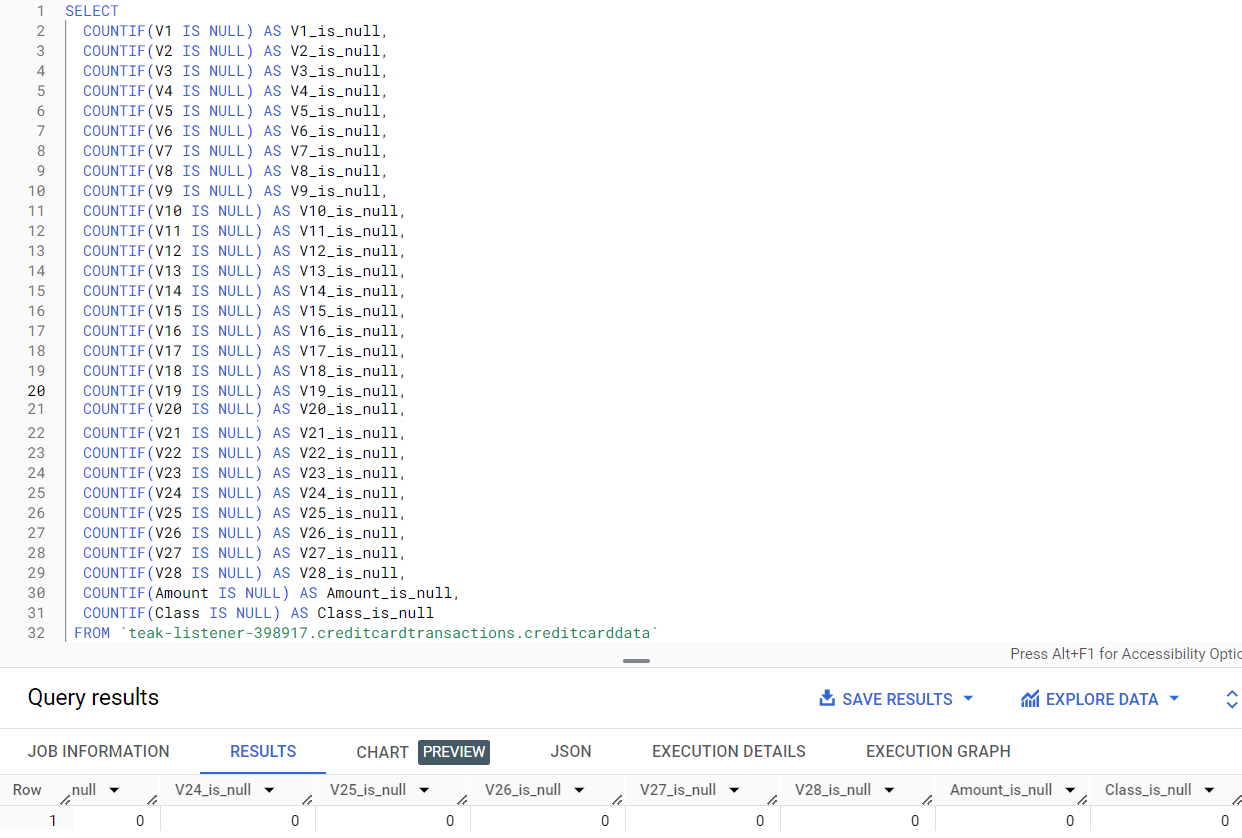 1 SELECT
2 COUNTIF(V1 IS NULL) AS V1_is_null,
3 COUNTIF(V2 IS NULL) AS V2_is_null,
4 COUNTIF(V3 IS NULL) AS V3_is_null,
5 COUNTIF(V4 IS NULL) AS V4_is_null,
6 COUNTIF(V5 IS NULL) AS V5_is_null,
7 COUNTIF(V6 IS NULL) AS V6_is_null,
8 COUNTIF(V7 IS NULL) AS V7_is_null,
9 COUNTIF(V8 IS NULL) AS V8_is_null,
10 COUNTIF(V9 IS NULL) AS V9_is_null,
11 COUNTIF(V10 IS NULL) AS V10_is_null,
12 COUNTIF(V11 IS NULL) AS V11_is_null,
13 COUNTIF(V12 IS NULL) AS V12_is_null,
14 COUNTIF(V13 IS NULL) AS V13_is_null,
15 COUNTIF(V14 IS NULL) AS V14_is_null,
16 COUNTIF(V15 IS NULL) AS V15_is_null,
17 COUNTIF(V16 IS NULL) AS V16_is_null,
18 COUNTIF(V17 IS NULL) AS V17_is_null,
19 COUNTIF(V18 IS NULL) AS V18_is_null,
20 COUNTIF(V19 IS NULL) AS V19_is_null,
21 COUNTIF(V20 IS NULL) AS V20_is_null,
22 COUNTIF(V21 IS NULL) AS V21_is_null,
23 COUNTIF(V22 IS NULL) AS V22_is_null,
24 COUNTIF(V23 IS NULL) AS V23_is_null,
25 COUNTIF(V24 IS NULL) AS V24_is_null,
26 COUNTIF(V25 IS NULL) AS V25_is_null,
27 COUNTIF(V26 IS NULL) AS V26_is_null,
28 COUNTIF(V27 IS NULL) AS V27_is_null,
29 COUNTIF(V28 IS NULL) AS V28_is_null,
30 COUNTIF(Amount IS NULL) AS Amount_is_null,
31 COUNTIF(Class IS NULL) AS Class_is_null
32 FROM `teak-listener-398917.creditcardtransactions.creditcarddata`
Press Alt+F1 for Accessibility Optio
Query results SAVE RESULTS EXPLORE DATA
JOB INFORMATION RESULTS CHART PREVIEW JSON EXECUTION DETAILS EXECUTION GRAPH
Row _null V24_is_null V25_is_null V26_is_null V27_is_null V28_is_null Amount_is_null Class_is_null
1 0 0 0 0 0 0 0 0